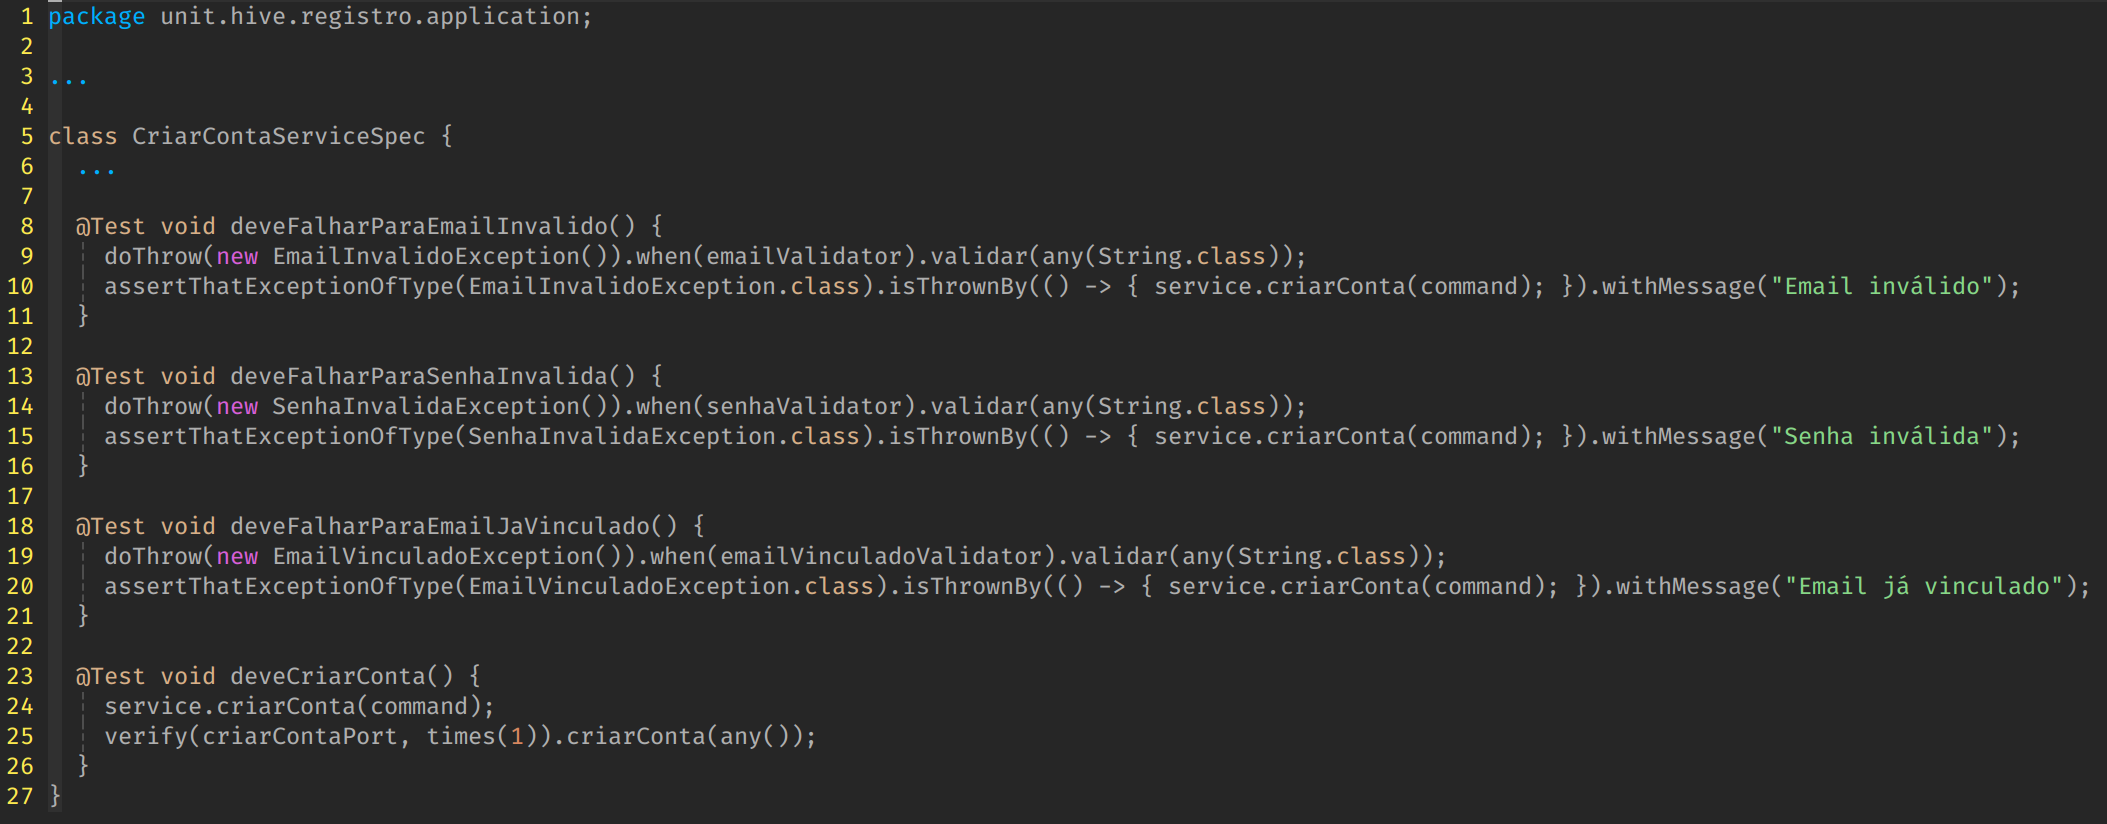 1 package unit.hive.registro.application;
2
3 ...
4
5 class CriarContaServiceSpec {
6   ...
7
8   @Test void deveFalharParaEmailInvalido() {
9     doThrow(new EmailInvalidoException()).when(emailValidator).validar(any(String.class));
10     assertThatExceptionOfType(EmailInvalidoException.class).isThrownBy(() -> { service.criarConta(command); }).withMessage("Email inválido");
11   }
12
13   @Test void deveFalharParaSenhaInvalida() {
14     doThrow(new SenhaInvalidaException()).when(senhaValidator).validar(any(String.class));
15     assertThatExceptionOfType(SenhaInvalidaException.class).isThrownBy(() -> { service.criarConta(command); }).withMessage("Senha inválida");
16   }
17
18   @Test void deveFalharParaEmailJaVinculado() {
19     doThrow(new EmailVinculadoException()).when(emailVinculadoValidator).validar(any(String.class));
20     assertThatExceptionOfType(EmailVinculadoException.class).isThrownBy(() -> { service.criarConta(command); }).withMessage("Email já vinculado");
21   }
22
23   @Test void deveCriarConta() {
24     service.criarConta(command);
25     verify(criarContaPort, times(1)).criarConta(any());
26   }
27 }